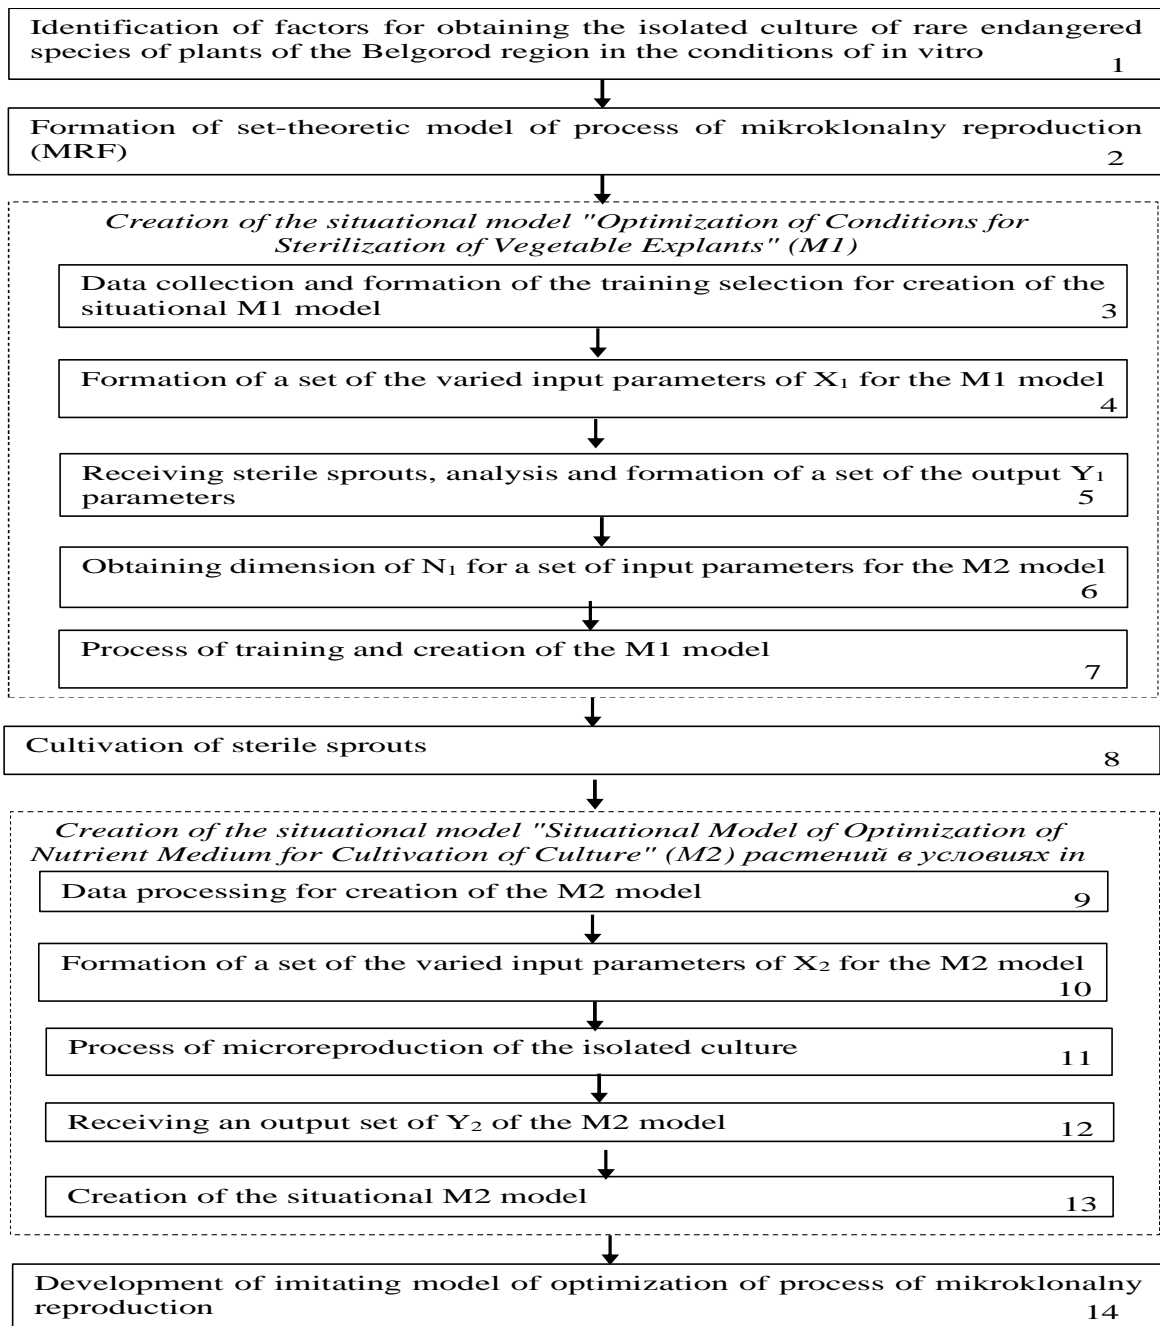 Identification of factors for obtaining the isolated culture of rare endangered
species of plants of the Belgorod region in the conditions of in vitro
1
Formation of set-theoretic model of process of mikroklonalny reproduction
(MRF)
2
Creation of the situational model "Optimization of Conditions for
Sterilization of Vegetable Explants" (M1)
Data collection and formation of the training selection for creation of the
situational M1 model
3
Formation of a set of the varied input parameters of X₁ for the M1 model
4
Receiving sterile sprouts, analysis and formation of a set of the output Y₁
parameters
5
Obtaining dimension of N₁ for a set of input parameters for the M2 model
6
Process of training and creation of the M1 model
7
Cultivation of sterile sprouts
8
Creation of the situational model "Situational Model of Optimization of
Nutrient Medium for Cultivation of Culture" (M2) растений в условиях in
Data processing for creation of the M2 model
9
Formation of a set of the varied input parameters of X₂ for the M2 model
10
Process of microreproduction of the isolated culture
11
Receiving an output set of Y₂ of the M2 model
12
Creation of the situational M2 model
13
Development of imitating model of optimization of process of mikroklonalny
reproduction
14